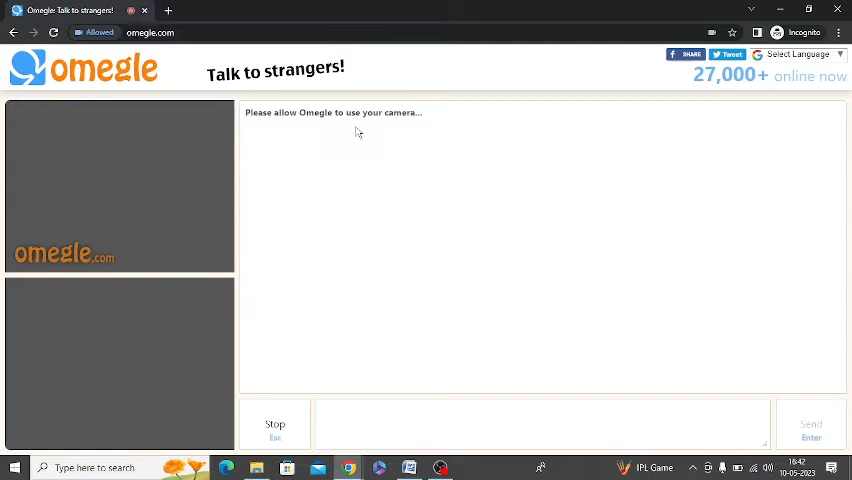 Omegle: Talk to strangers!
Allowed
omegle.com
Incognito
omegle
Talk to strangers!
SHARE
Tweet
Select Language
27,000+ online now
Please allow Omegle to use your camera...
omegle.com
Stop
Esc
Send
Enter
Type here to search
IPL Game
16:42
10-05-2023